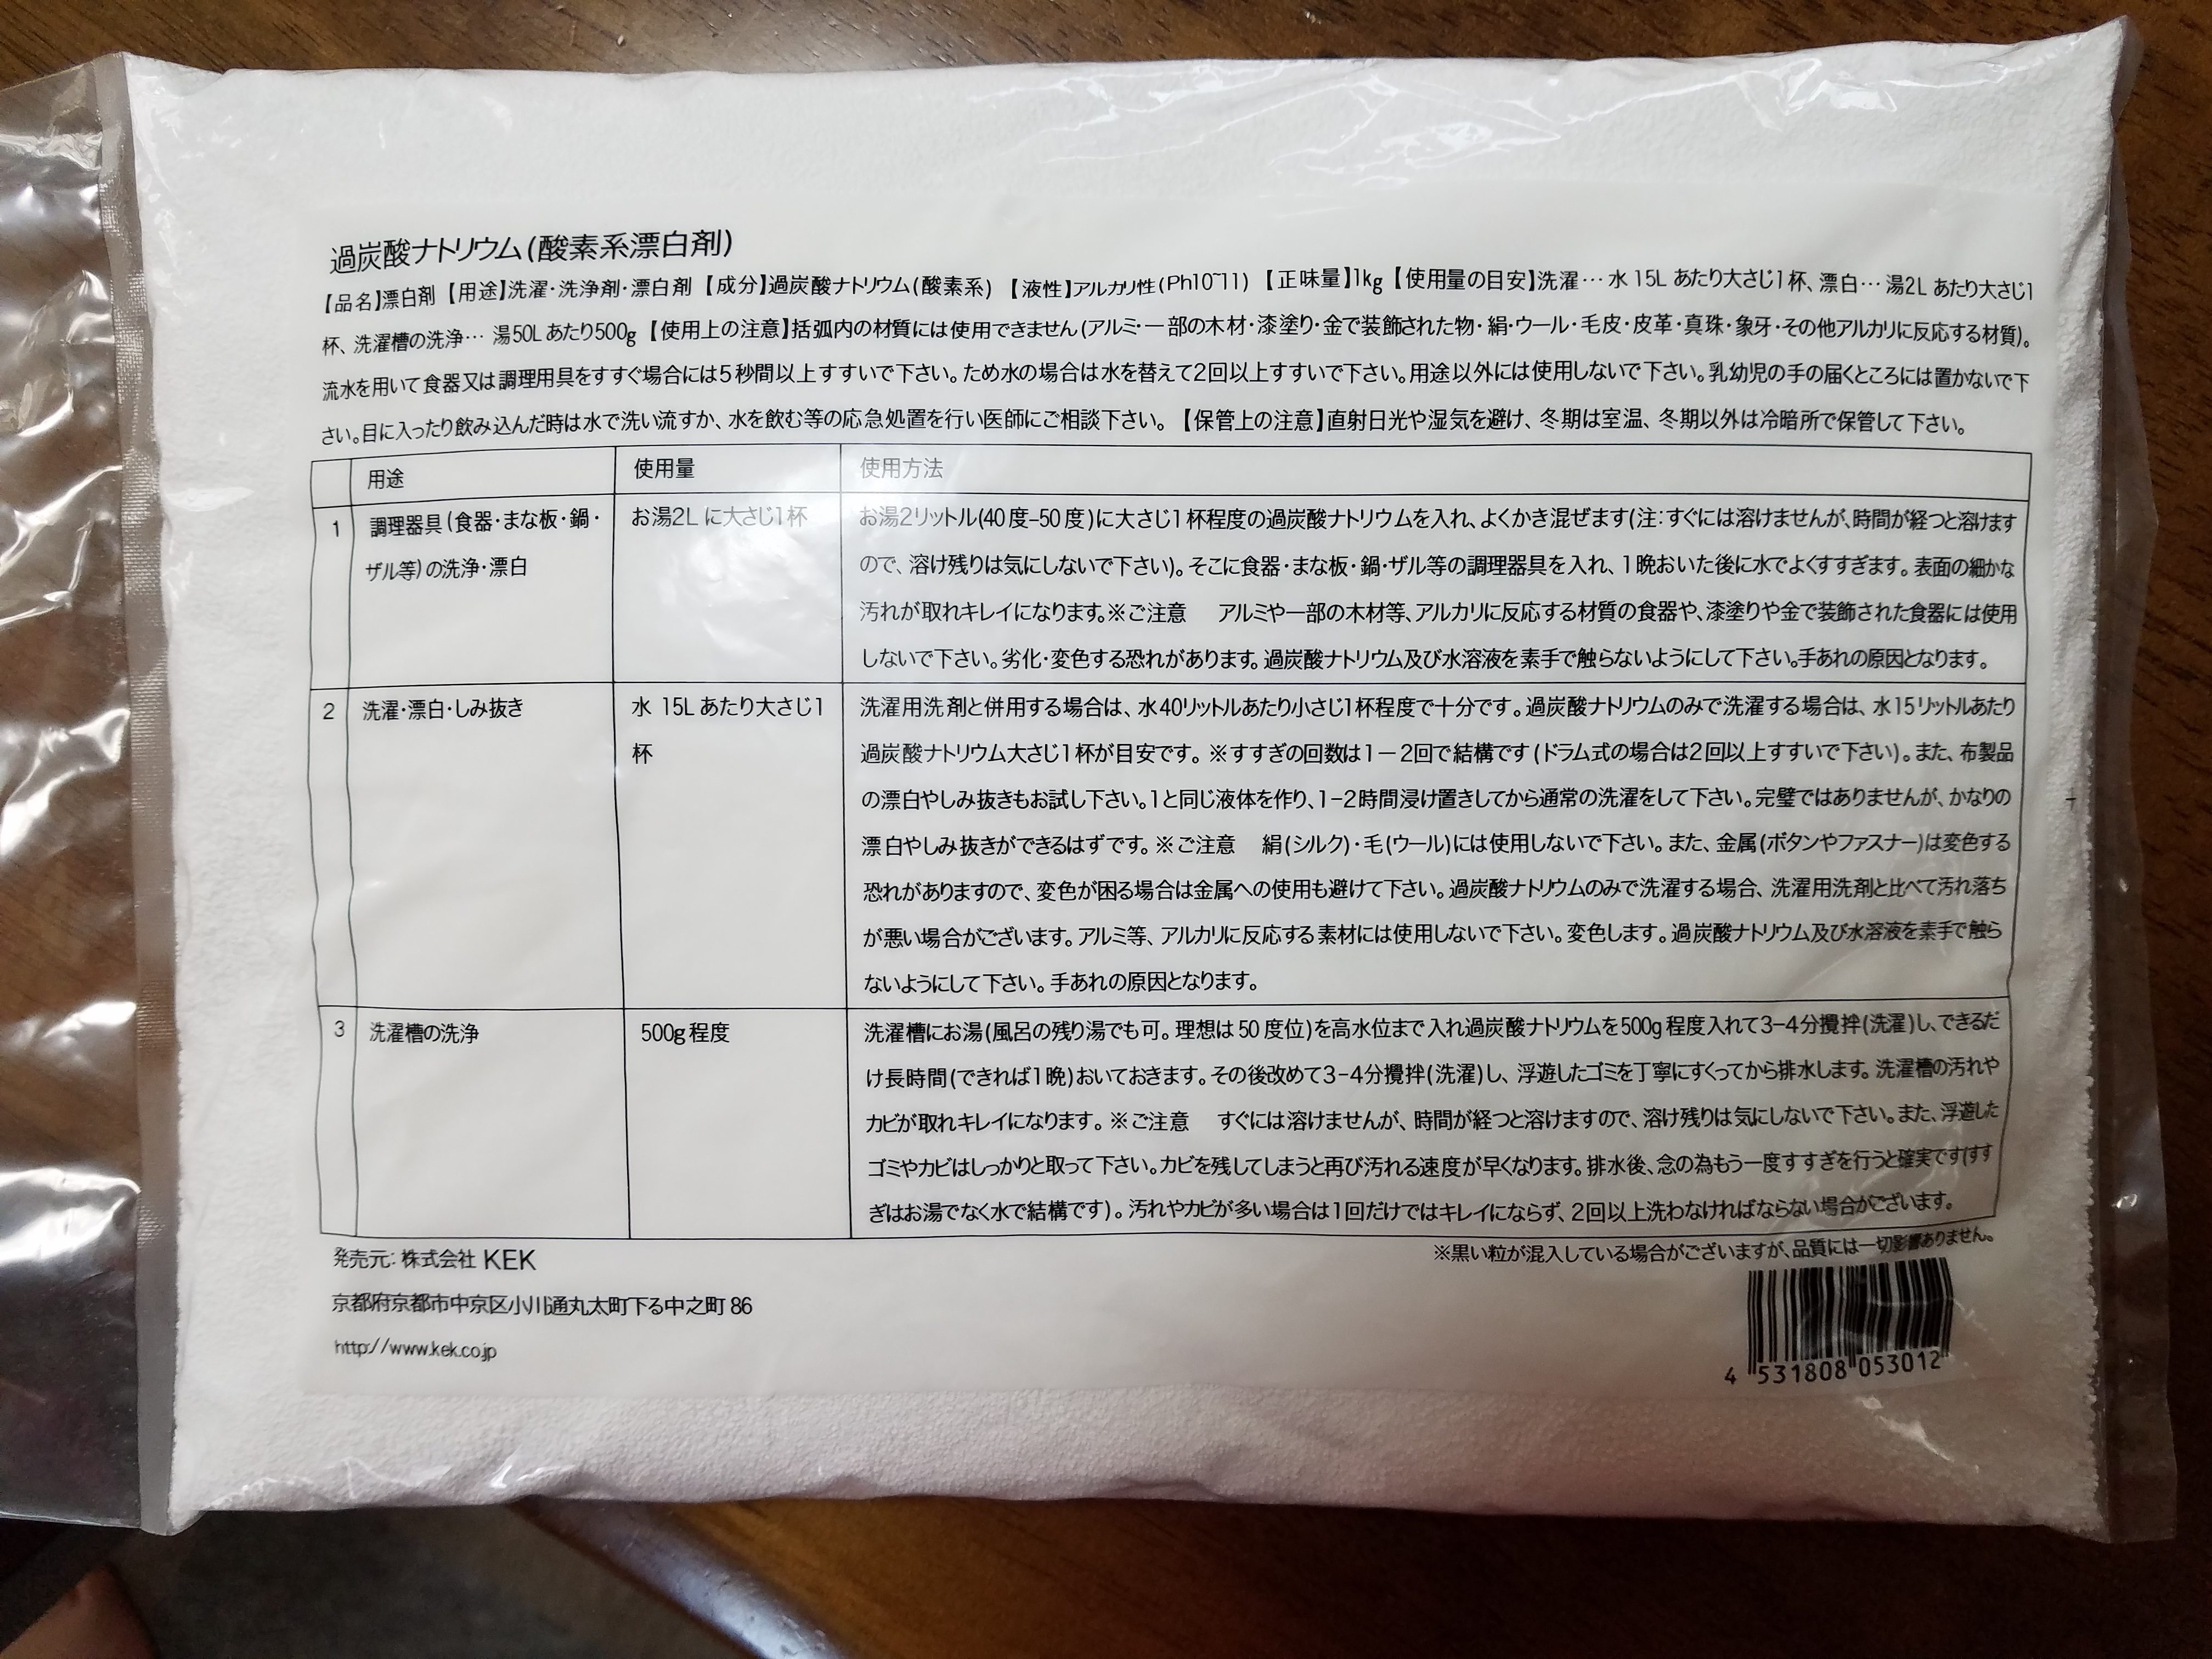 過炭酸ナトリウム(酸素系漂白剤)
【品名】漂白剤 【用途】洗濯・洗浄剤・漂白剤 【成分】過炭酸ナトリウム(酸素系) 【液性】アルカリ性(Ph10~11) 【正味量】1kg 【使用量の目安】洗濯… 水 15L あたり大さじ1杯、漂白… 湯2L あたり大さじ1
杯、洗濯槽の洗浄… 湯50L あたり500g 【使用上の注意】括弧内の材質には使用できません(アルミ・一部の木材・漆塗り・金で装飾された物・絹・ウール・毛皮・皮革・真珠・象牙・その他アルカリに反応する材質)。
流水を用いて食器又は調理用具をすすぐ場合には5秒間以上すすいで下さい。ため水の場合は水を替えて2回以上すすいで下さい。用途以外には使用しないで下さい。乳幼児の手の届くところには置かないで下
さい。目に入ったり飲み込んだ時は水で洗い流すか、水を飲む等の応急処置を行い医師にご相談下さい。 【保管上の注意】直射日光や湿気を避け、冬期は室温、冬期以外は冷暗所で保管して下さい。
用途 使用量 使用方法
1 調理器具(食器・まな板・鍋・
ザル等)の洗浄・漂白
お湯2L に大さじ1杯
お湯2リットル(40度-50度)に大さじ1杯程度の過炭酸ナトリウムを入れ、よくかき混ぜます(注:すぐには溶けませんが、時間が経つと溶けます
ので、溶け残りは気にしないで下さい)。そこに食器・まな板・鍋・ザル等の調理器具を入れ、1晩おいた後に水でよくすすぎます。表面の細かな
汚れが取れキレイになります。※ご注意 アルミや一部の木材等、アルカリに反応する材質の食器や、漆塗りや金で装飾された食器には使用
しないで下さい。劣化・変色する恐れがあります。過炭酸ナトリウム及び水溶液を素手で触らないようにして下さい。手あれの原因となります。
2 洗濯・漂白・しみ抜き
水 15L あたり大さじ1
杯
洗濯用洗剤と併用する場合は、水40リットルあたり小さじ1杯程度で十分です。過炭酸ナトリウムのみで洗濯する場合は、水15リットルあたり
過炭酸ナトリウム大さじ1杯が目安です。※すすぎの回数は1－2回で結構です(ドラム式の場合は2回以上すすいで下さい)。また、布製品
の漂白やしみ抜きもお試し下さい。1と同じ液体を作り、1-2時間浸け置きしてから通常の洗濯をして下さい。完璧ではありませんが、かなりの
漂白やしみ抜きができるはずです。※ご注意 絹(シルク)・毛(ウール)には使用しないで下さい。また、金属(ボタンやファスナー)は変色する
恐れがありますので、変色が困る場合は金属への使用も避けて下さい。過炭酸ナトリウムのみで洗濯する場合、洗濯用洗剤と比べて汚れ落ち
が悪い場合がございます。アルミ等、アルカリに反応する素材には使用しないで下さい。変色します。過炭酸ナトリウム及び水溶液を素手で触ら
ないようにして下さい。手あれの原因となります。
3 洗濯槽の洗浄
500g程度
洗濯槽にお湯(風呂の残り湯でも可。理想は50度位)を高水位まで入れ過炭酸ナトリウムを500g程度入れて3-4分攪拌(洗濯)し、できるだ
け長時間(できれば1晩)おいておきます。その後改めて3-4分攪拌(洗濯)し、浮遊したゴミを丁寧にすくってから排水します。洗濯槽の汚れや
カビが取れキレイになります。※ご注意 すぐには溶けませんが、時間が経つと溶けますので、溶け残りは気にしないで下さい。また、浮遊した
ゴミやカビはしっかりと取って下さい。カビを残してしまうと再び汚れる速度が早くなります。排水後、念の為もう一度すすぎを行うと確実です(すす
ぎはお湯でなく水で結構です)。汚れやカビが多い場合は1回だけではキレイにならず、2回以上洗わなければならない場合がございます。
※黒い粒が混入している場合がございますが、品質には一切影響ありません。
発売元:株式会社 KEK
京都府京都市中京区小川通丸太町下る中之町 86
http://www.kek.co.jp
4 531808 053012